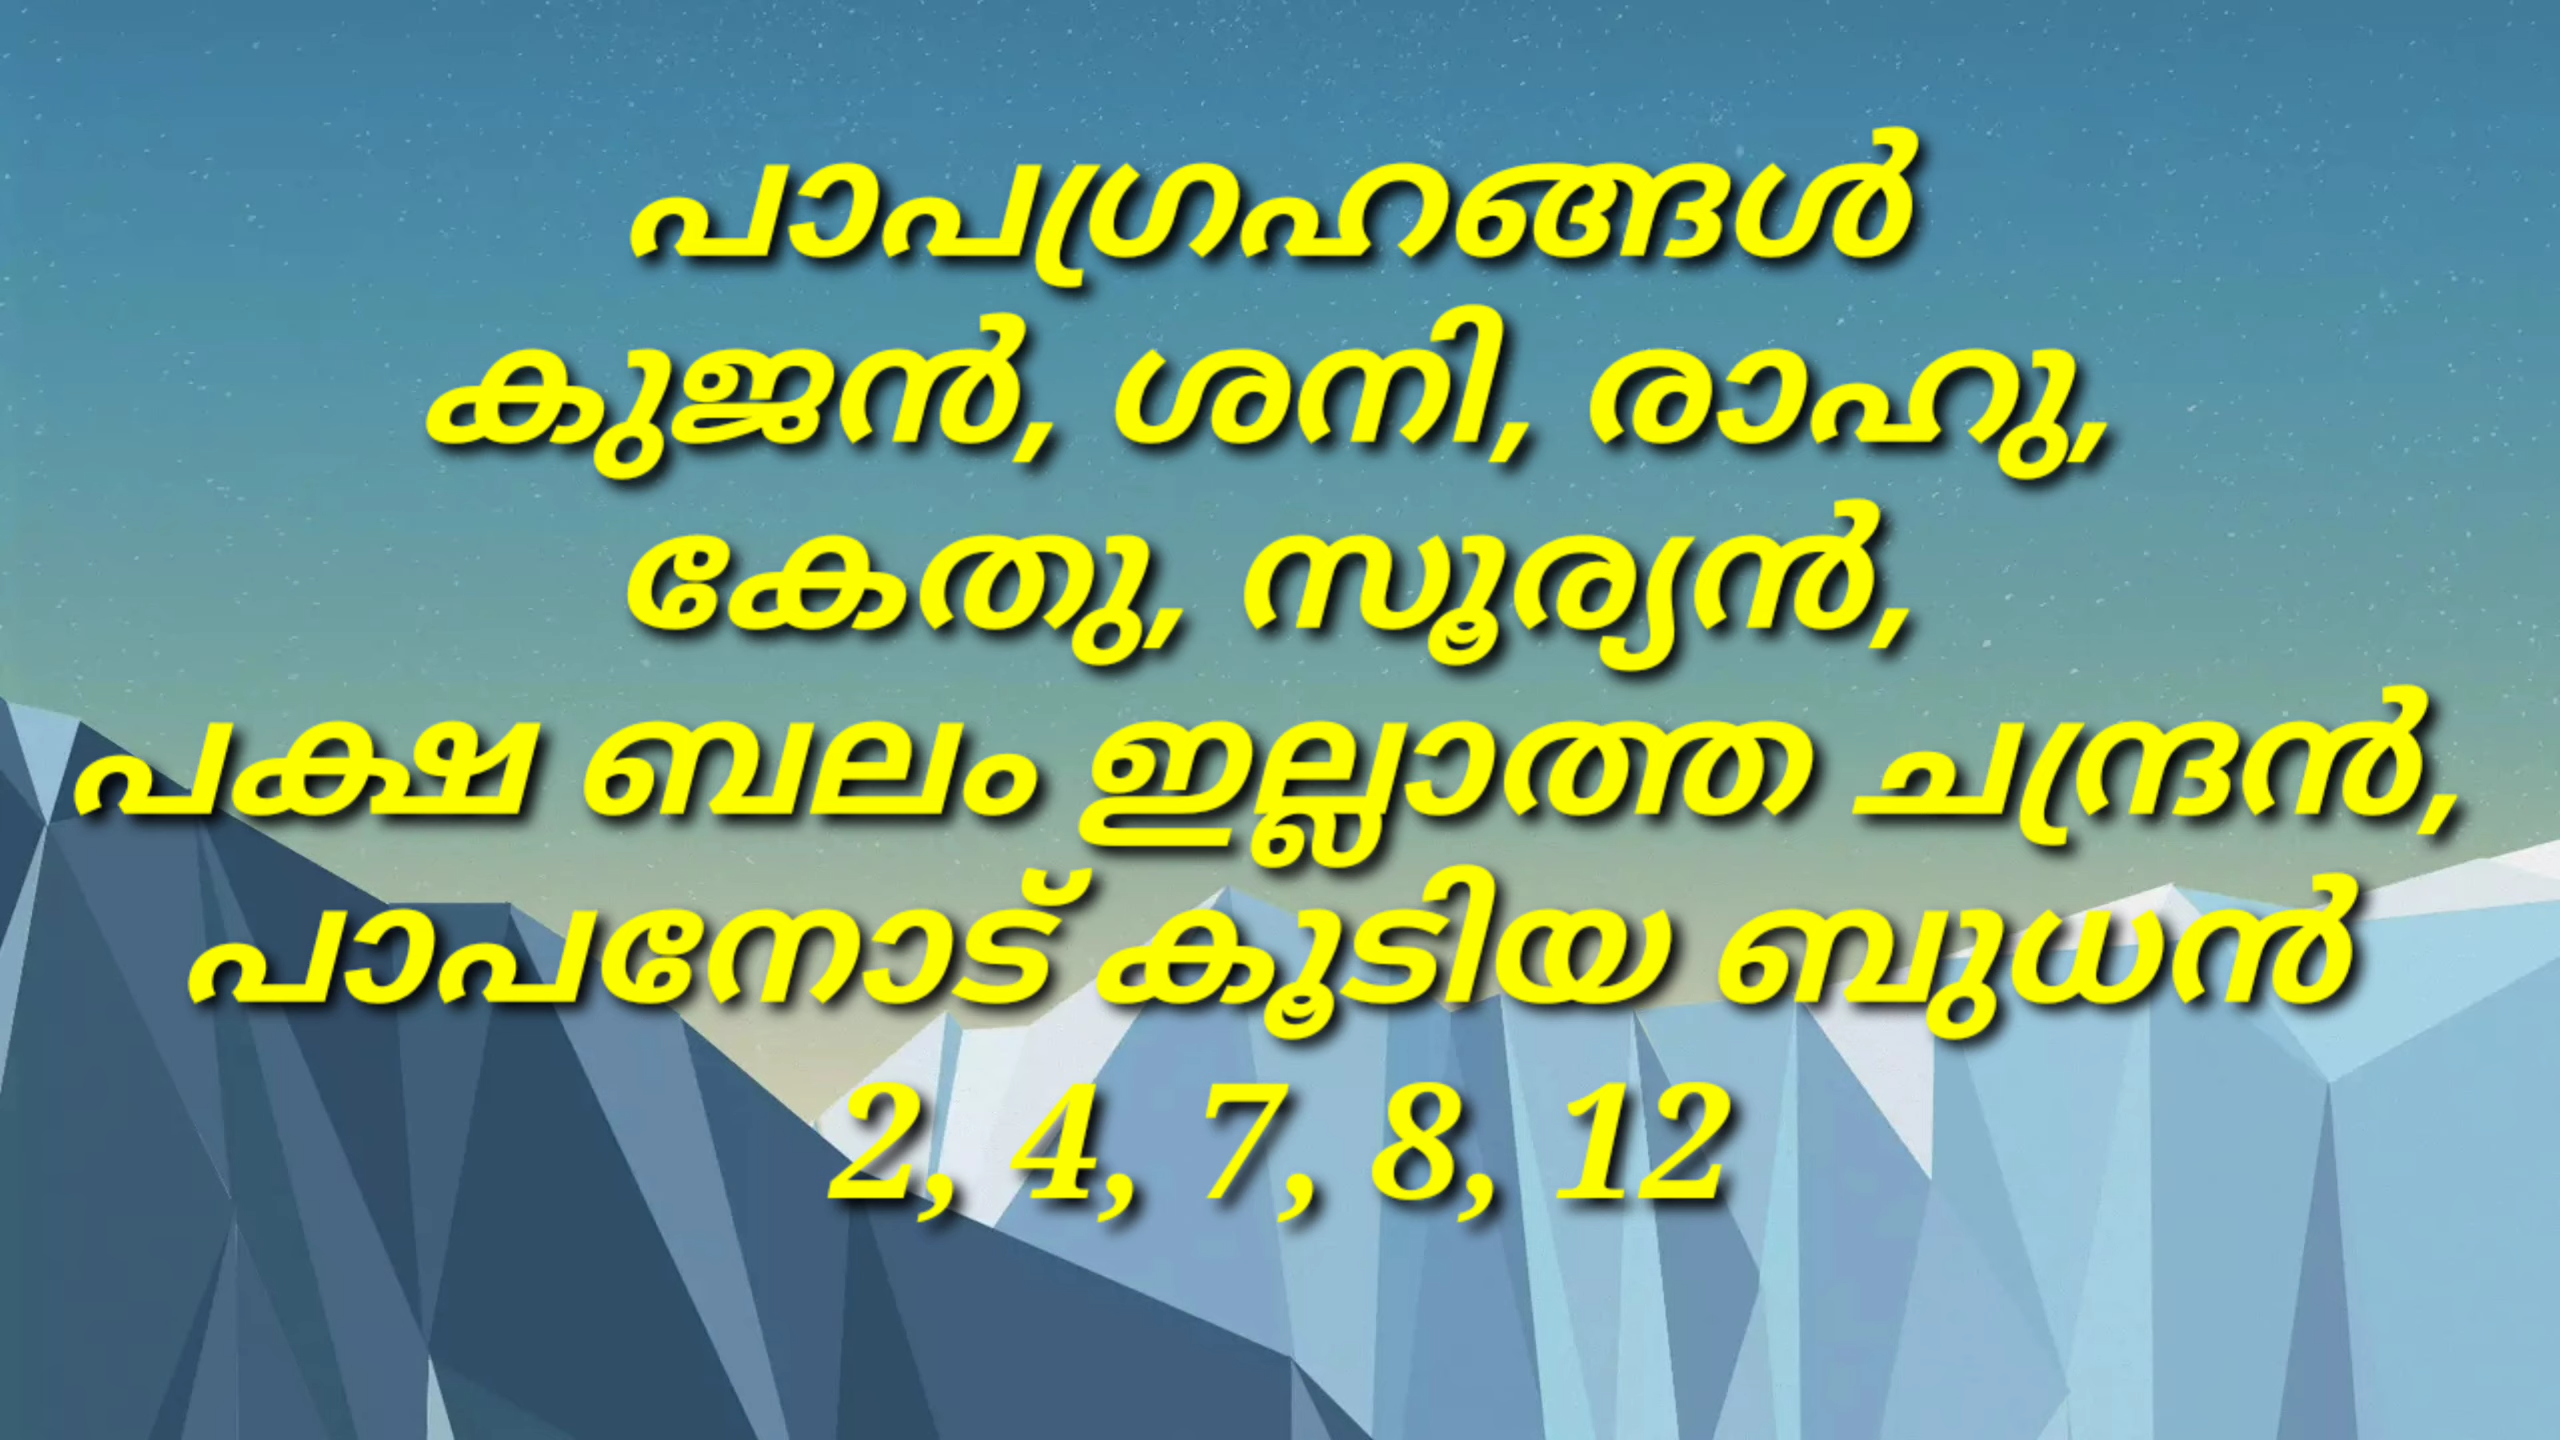 പാപഗ്രഹങ്ങൾ
കുജൻ, ശനി, രാഹു,
കേതു, സൂര്യൻ,
പക്ഷ ബലം ഇല്ലാത്ത ചന്ദ്രൻ,
പാപനോട് കൂടിയ ബുധൻ
2, 4, 7, 8, 12